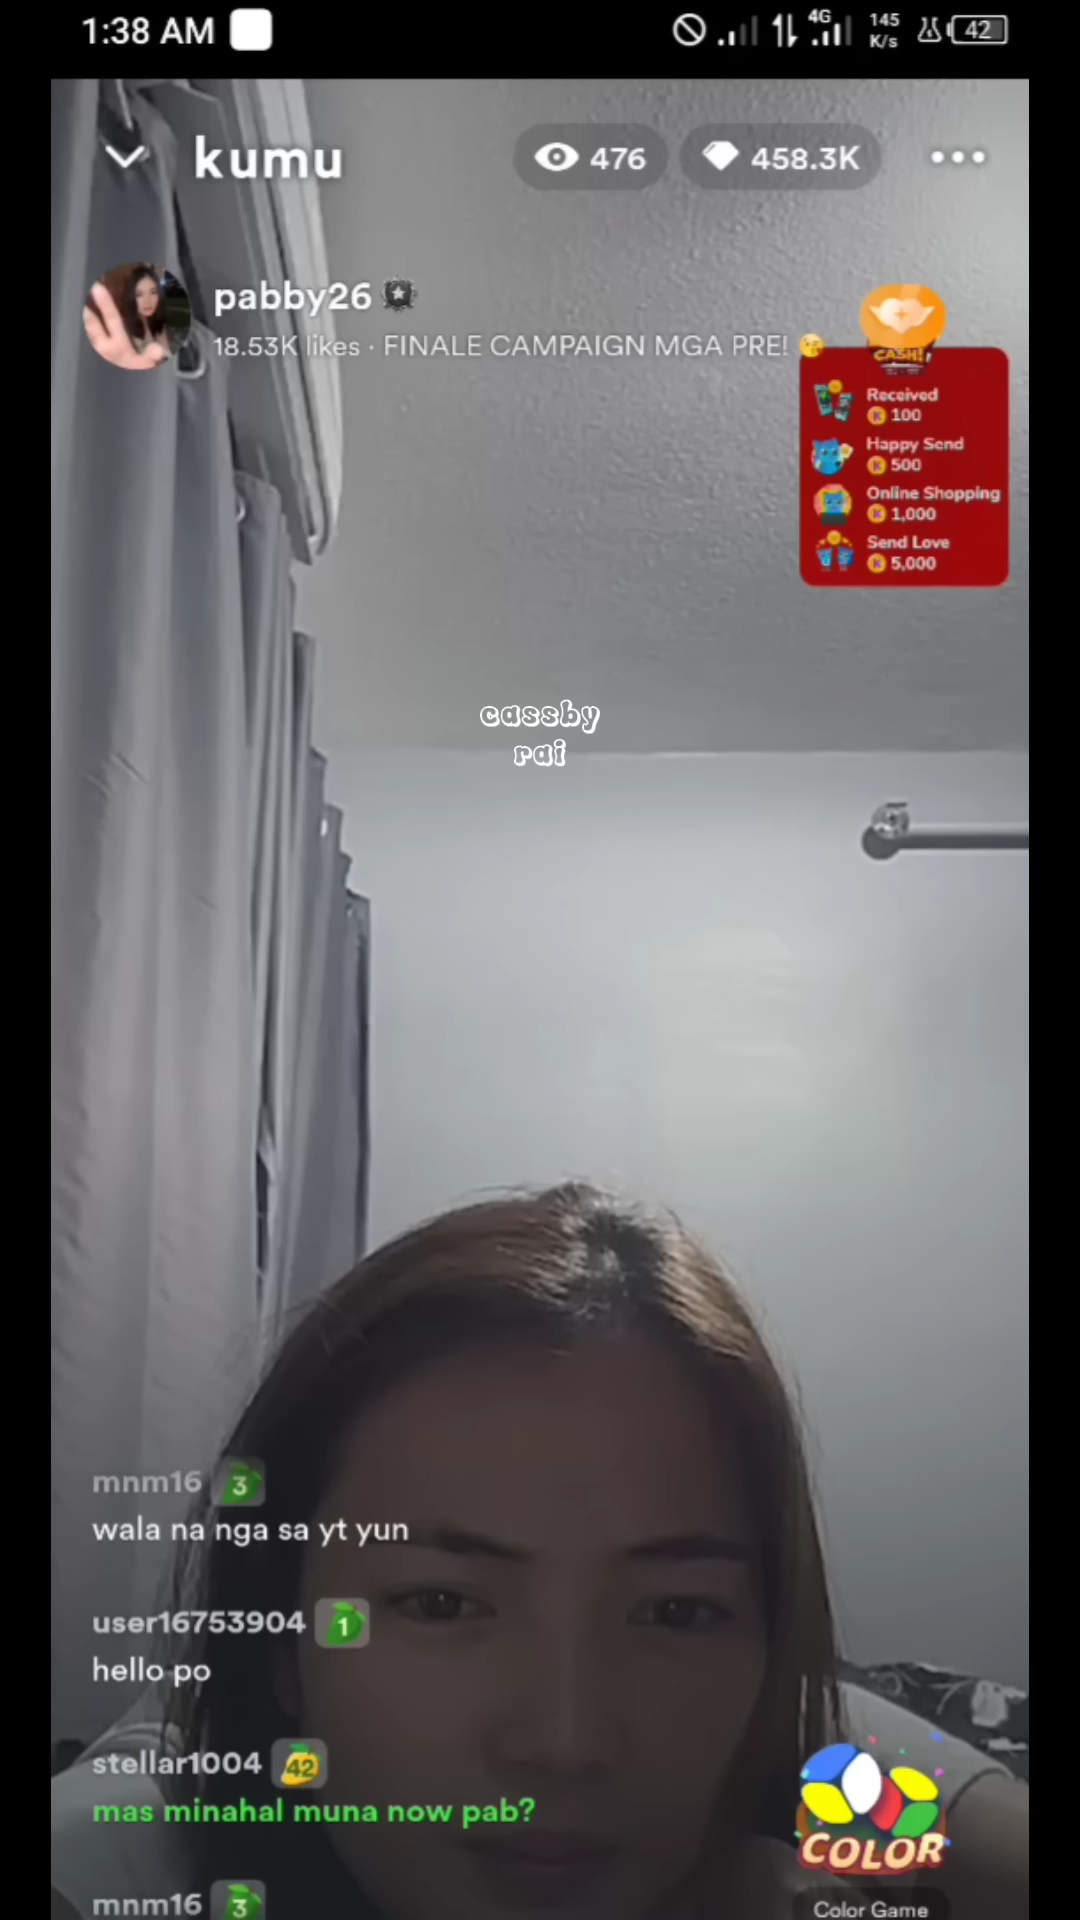 1:38 AM
4G
145
K/s
42
kumu
476
458.3K
pabby26
18.53K likes · FINALE CAMPAIGN MGA PRE!
CASH!
Received
100
Happy Send
500
Online Shopping
1,000
Send Love
5,000
cassby
rai
mnm16 3
wala na nga sa yt yun
user16753904 1
hello po
stellar1004 42
mas minahal muna now pab?
COLOR
mnm16 3
Color Game